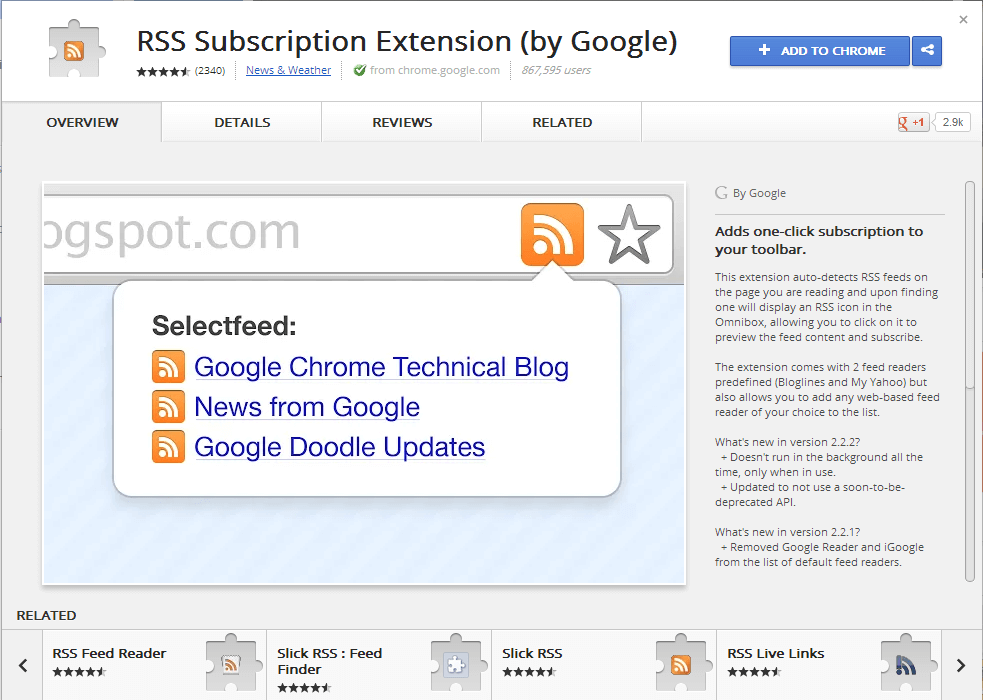 RSS Subscription Extension (by Google)
(2340) News & Weather from chrome.google.com 867,595 users
ADD TO CHROME
OVERVIEW DETAILS REVIEWS RELATED
+1 2.9k
ogspot.com
Selectfeed:
Google Chrome Technical Blog
News from Google
Google Doodle Updates
By Google
Adds one-click subscription to
your toolbar.
This extension auto-detects RSS feeds on
the page you are reading and upon finding
one will display an RSS icon in the
Omnibox, allowing you to click on it to
preview the feed content and subscribe.
The extension comes with 2 feed readers
predefined (Bloglines and My Yahoo) but
also allows you to add any web-based feed
reader of your choice to the list.
What's new in version 2.2.2?
+ Doesn't run in the background all the
time, only when in use.
+ Updated to not use a soon-to-be-
deprecated API.
What's new in version 2.2.1?
+ Removed Google Reader and iGoogle
from the list of default feed readers.
RELATED
RSS Feed Reader
Slick RSS : Feed
Finder
Slick RSS
RSS Live Links